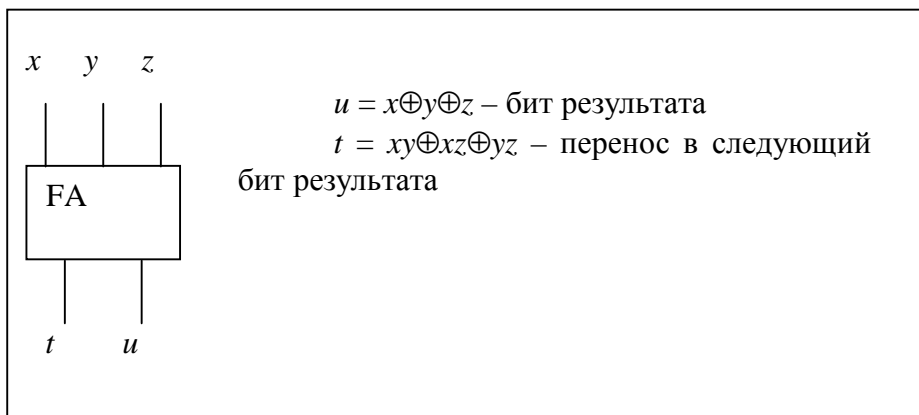 x y z
u = x⊕y⊕z – бит результата
t = xy⊕xz⊕yz – перенос в следующий
бит результата
FA
t u